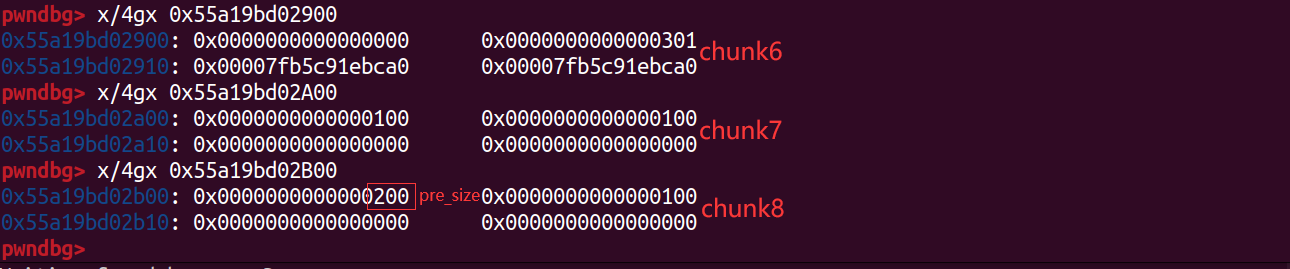 pwndbg> x/4gx 0x55a19bd02900
0x55a19bd02900: 0x0000000000000000 0x0000000000000301 chunk6
0x55a19bd02910: 0x00007fb5c91ebca0 0x00007fb5c91ebca0
pwndbg> x/4gx 0x55a19bd02A00
0x55a19bd02a00: 0x0000000000000100 0x0000000000000100 chunk7
0x55a19bd02a10: 0x0000000000000000 0x0000000000000000
pwndbg> x/4gx 0x55a19bd02B00
0x55a19bd02b00: 0x0000000000000200 pre_size 0x0000000000000100 chunk8
0x55a19bd02b10: 0x0000000000000000 0x0000000000000000
pwndbg>